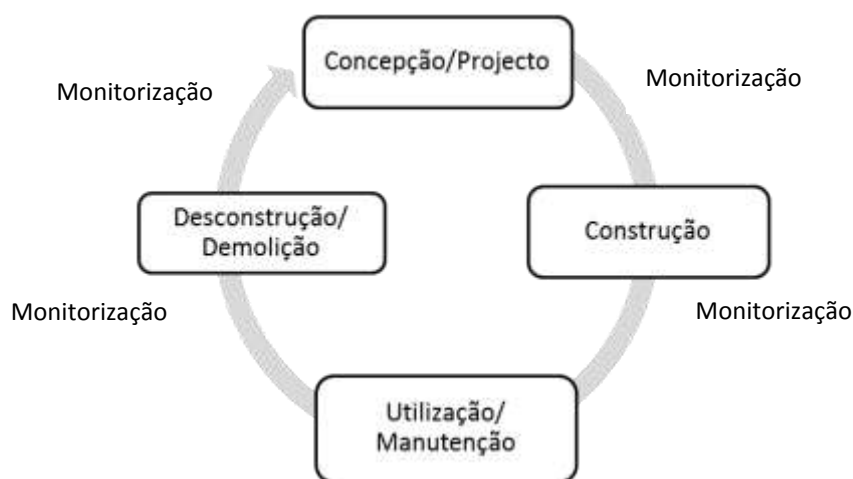 Concepção/Projecto
Monitorização
Monitorização
Desconstrução/
Demolição
Construção
Monitorização
Monitorização
Utilização/
Manutenção